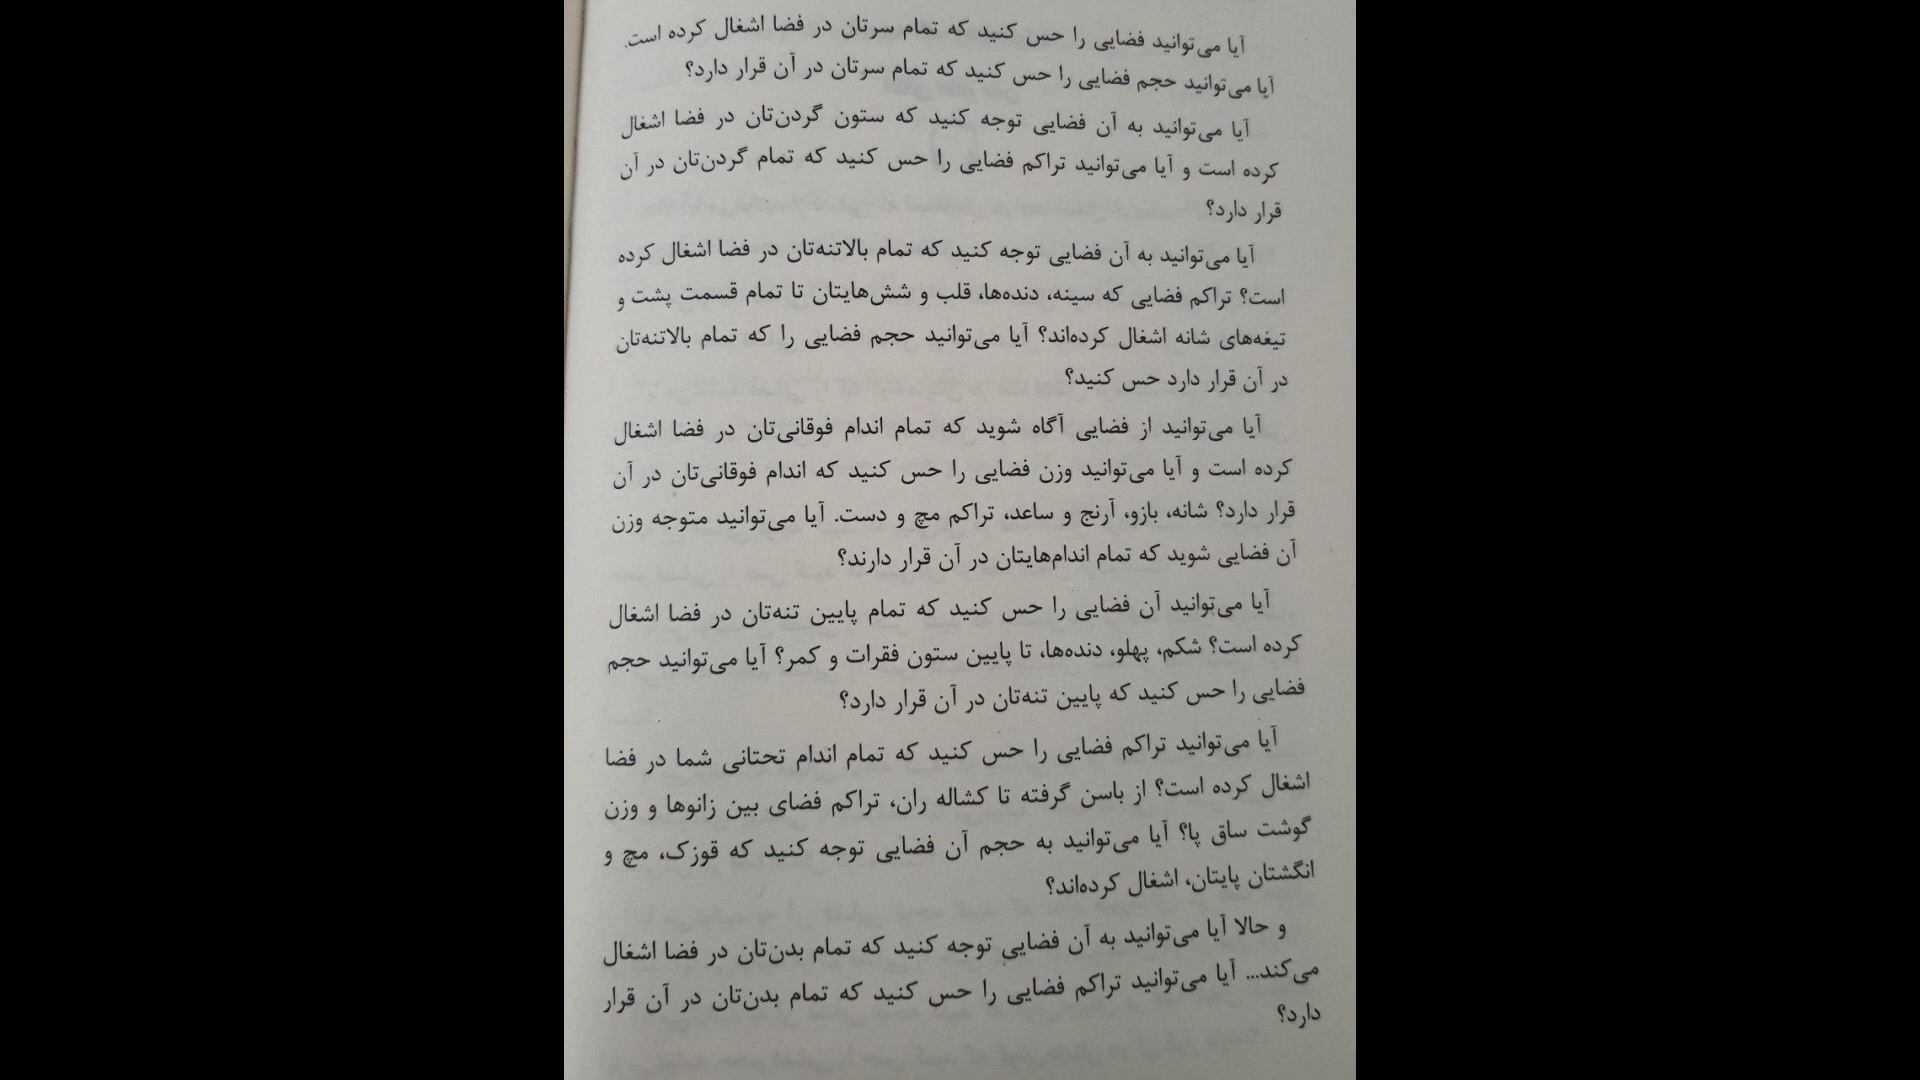 آیا می‌توانید فضایی را حس کنید که تمام سرتان در فضا اشغال کرده است.
آیا می‌توانید حجم فضایی را حس کنید که تمام سرتان در آن قرار دارد؟
آیا می‌توانید به آن فضایی توجه کنید که ستون گردن‌تان در فضا اشغال
کرده است و آیا می‌توانید تراکم فضایی را حس کنید که تمام گردن‌تان در آن
قرار دارد؟
آیا می‌توانید به آن فضایی توجه کنید که تمام بالاتنه‌تان در فضا اشغال کرده
است؟ تراکم فضایی که سینه، دنده‌ها، قلب و شش‌هایتان تا تمام قسمت پشت و
تیغه‌های شانه اشغال کرده‌اند؟ آیا می‌توانید حجم فضایی را که تمام بالاتنه‌تان
در آن قرار دارد حس کنید؟
آیا می‌توانید از فضایی آگاه شوید که تمام اندام فوقانی‌تان در فضا اشغال
کرده است و آیا می‌توانید وزن فضایی را حس کنید که اندام فوقانی‌تان در آن
قرار دارد؟ شانه، بازو، آرنج و ساعد، تراکم مچ و دست. آیا می‌توانید متوجه وزن
آن فضایی شوید که تمام اندام‌هایتان در آن قرار دارند؟
آیا می‌توانید آن فضایی را حس کنید که تمام پایین تنه‌تان در فضا اشغال
کرده است؟ شکم، پهلو، دنده‌ها، تا پایین ستون فقرات و کمر؟ آیا می‌توانید حجم
فضایی را حس کنید که پایین تنه‌تان در آن قرار دارد؟
آیا می‌توانید تراکم فضایی را حس کنید که تمام اندام تحتانی شما در فضا
اشغال کرده است؟ از باسن گرفته تا کشاله ران، تراکم فضای بین زانوها و وزن
گوشت ساق پا؟ آیا می‌توانید به حجم آن فضایی توجه کنید که قوزک، مچ و
انگشتان پایتان، اشغال کرده‌اند؟
و حالا آیا می‌توانید به آن فضایی توجه کنید که تمام بدن‌تان در فضا اشغال
می‌کند... آیا می‌توانید تراکم فضایی را حس کنید که تمام بدن‌تان در آن قرار
دارد؟